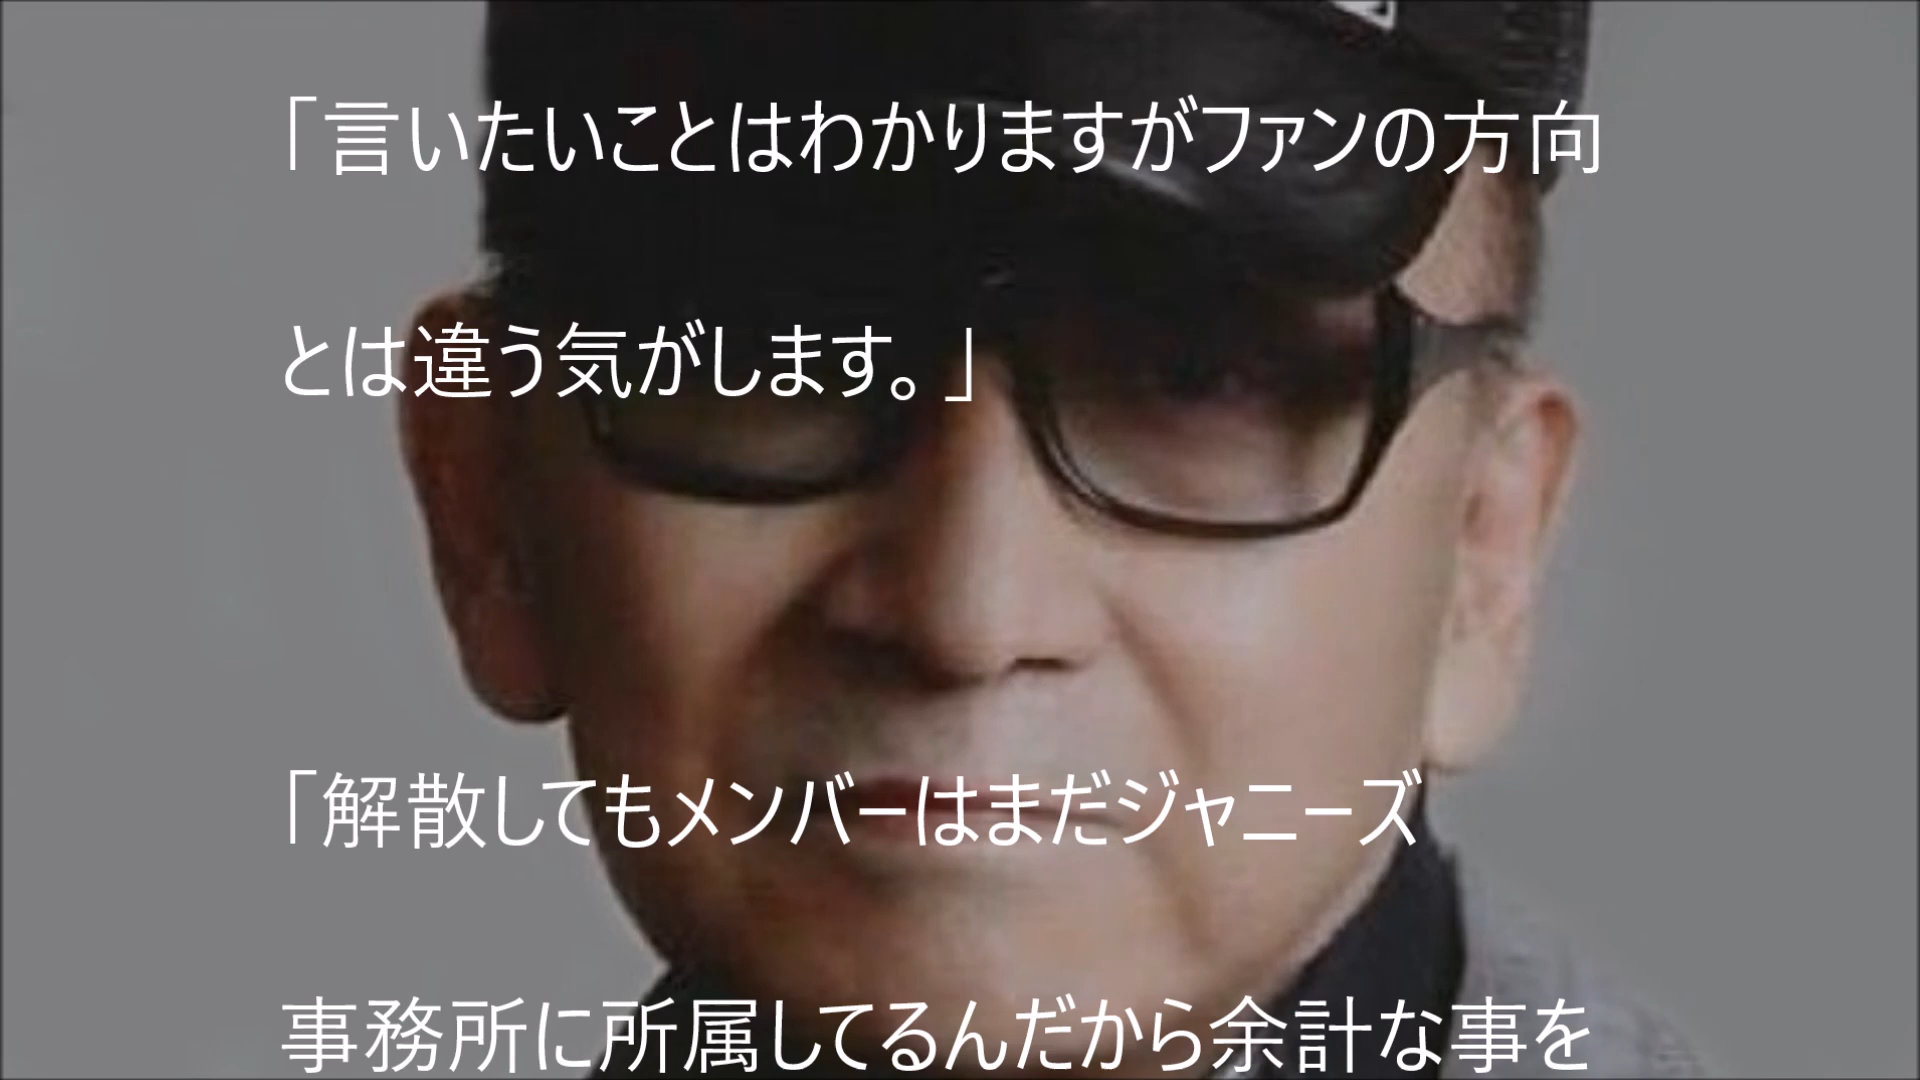 「言いたいことはわかりますがファンの方向
とは違う気がします。」
「解散してもメンバーはまだジャニーズ
事務所に所属してるんだから余計な事を